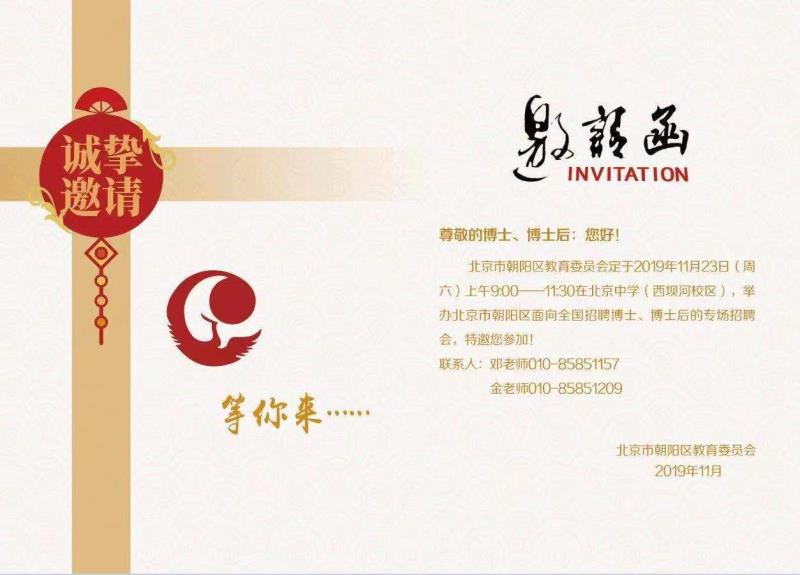 诚挚
邀请
等你来……
邀请函
INVITATION
尊敬的博士、博士后：您好！
北京市朝阳区教育委员会定于2019年11月23日（周
六）上午9:00——11:30在北京中学（西坝河校区），举
办北京市朝阳区面向全国招聘博士、博士后的专场招聘
会，特邀您参加！
联系人：邓老师010-85851157
金老师010-85851209
北京市朝阳区教育委员会
2019年11月